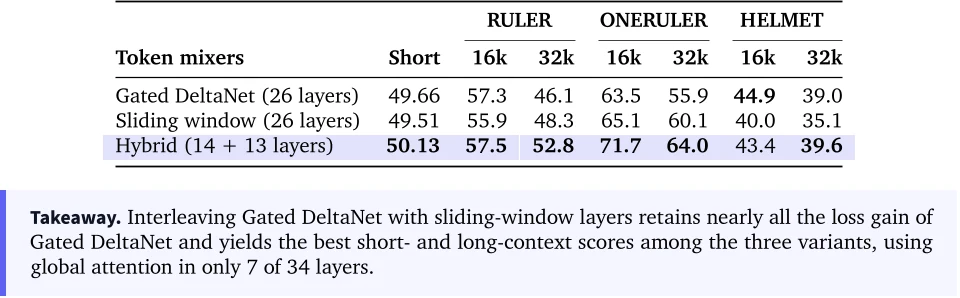 RULER ONERULER HELMET
Token mixers Short 16k 32k 16k 32k 16k 32k
Gated DeltaNet (26 layers) 49.66 57.3 46.1 63.5 55.9 44.9 39.0
Sliding window (26 layers) 49.51 55.9 48.3 65.1 60.1 40.0 35.1
Hybrid (14 + 13 layers) 50.13 57.5 52.8 71.7 64.0 43.4 39.6
Takeaway. Interleaving Gated DeltaNet with sliding-window layers retains nearly all the loss gain of
Gated DeltaNet and yields the best short- and long-context scores among the three variants, using
global attention in only 7 of 34 layers.